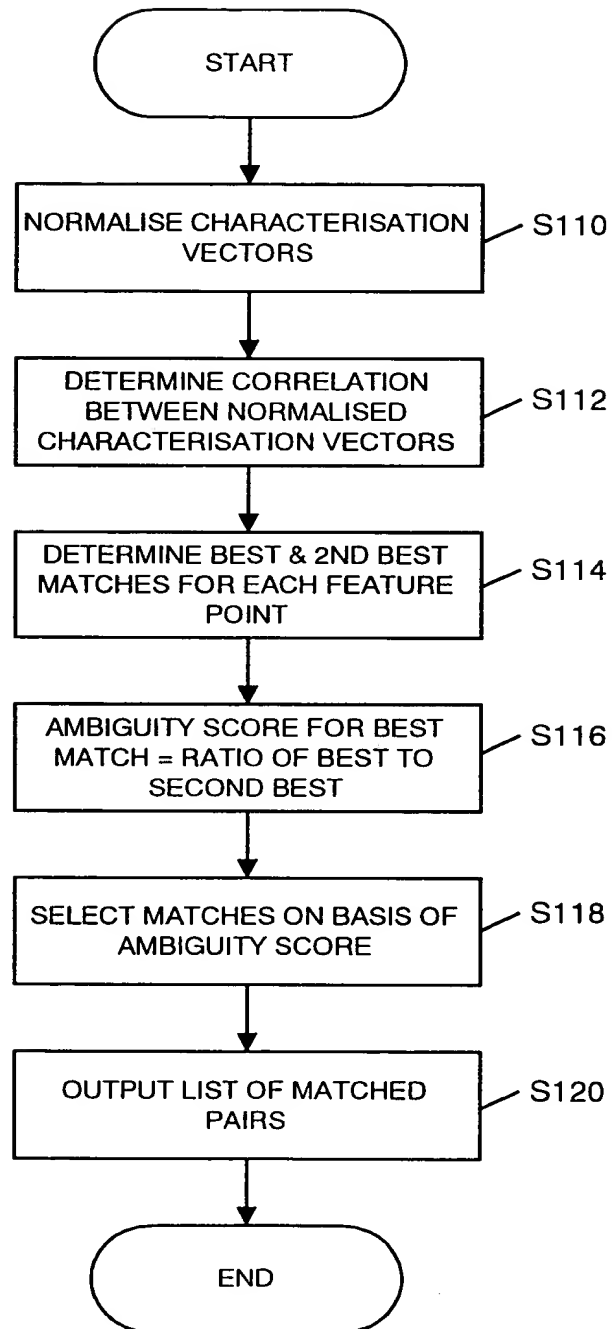 START
NORMALISE CHARACTERISATION
VECTORS
S110
DETERMINE CORRELATION
BETWEEN NORMALISED
CHARACTERISATION VECTORS
S112
DETERMINE BEST & 2ND BEST
MATCHES FOR EACH FEATURE
POINT
S114
AMBIGUITY SCORE FOR BEST
MATCH = RATIO OF BEST TO
SECOND BEST
S116
SELECT MATCHES ON BASIS OF
AMBIGUITY SCORE
S118
OUTPUT LIST OF MATCHED
PAIRS
S120
END